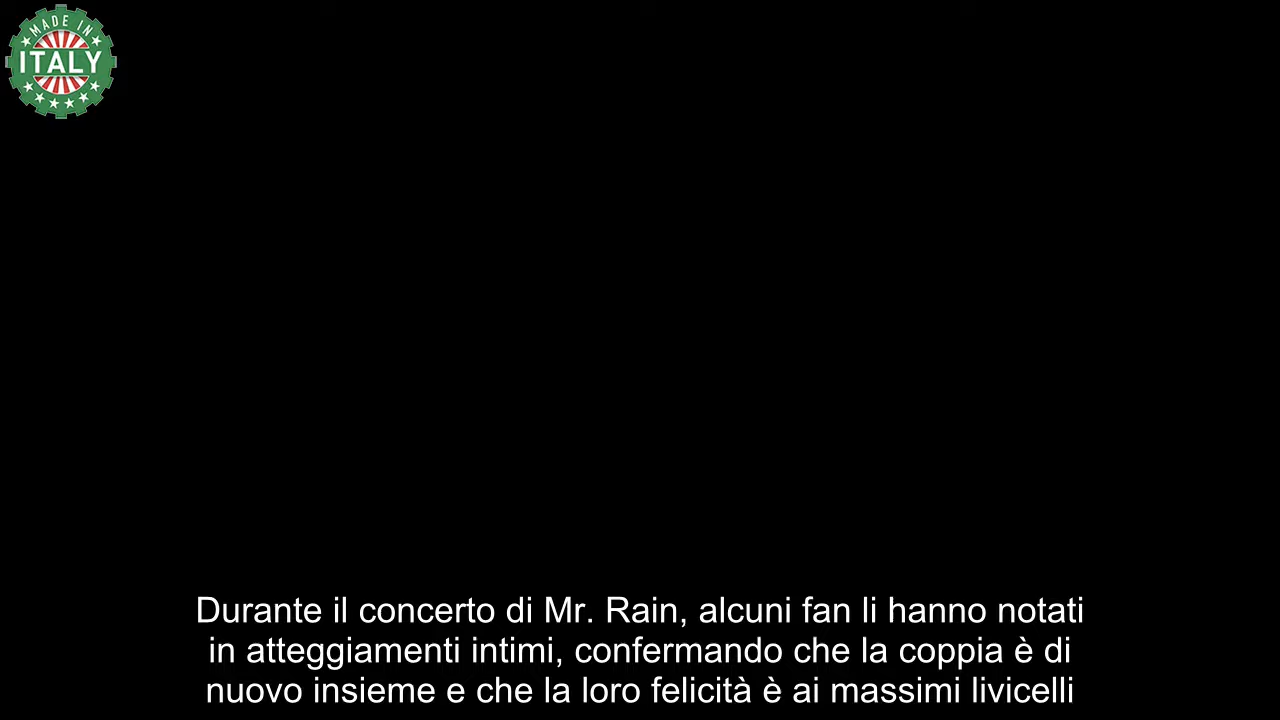 MADE IN
ITALY
Durante il concerto di Mr. Rain, alcuni fan li hanno notati
in atteggiamenti intimi, confermando che la coppia è di
nuovo insieme e che la loro felicità è ai massimi livicelli